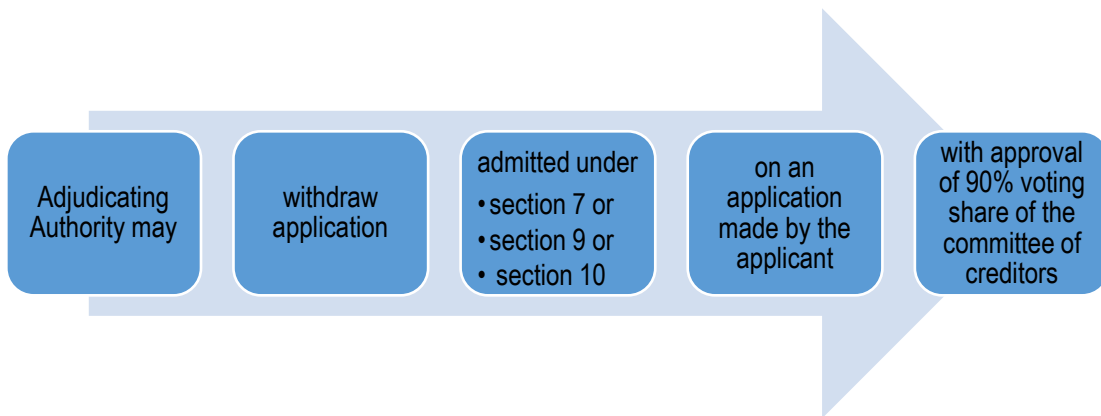 Adjudicating
Authority may
withdraw
application
admitted under
• section 7 or
• section 9 or
• section 10
on an
application
made by the
applicant
with approval
of 90% voting
share of the
committee of
creditors